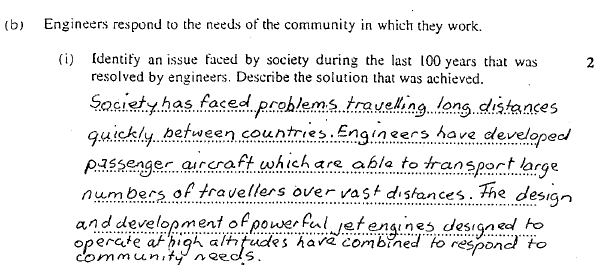 (b) Engineers respond to the needs of the community in which they work.
(i) Identify an issue faced by society during the last 100 years that was 2
resolved by engineers. Describe the solution that was achieved.
Society has faced problems travelling long distances
quickly between countries. Engineers have developed
passenger aircraft which are able to transport large
numbers of travellers over vast distances. The design
and development of powerful jet engines designed to
operate at high altitudes have combined to respond to
community needs.